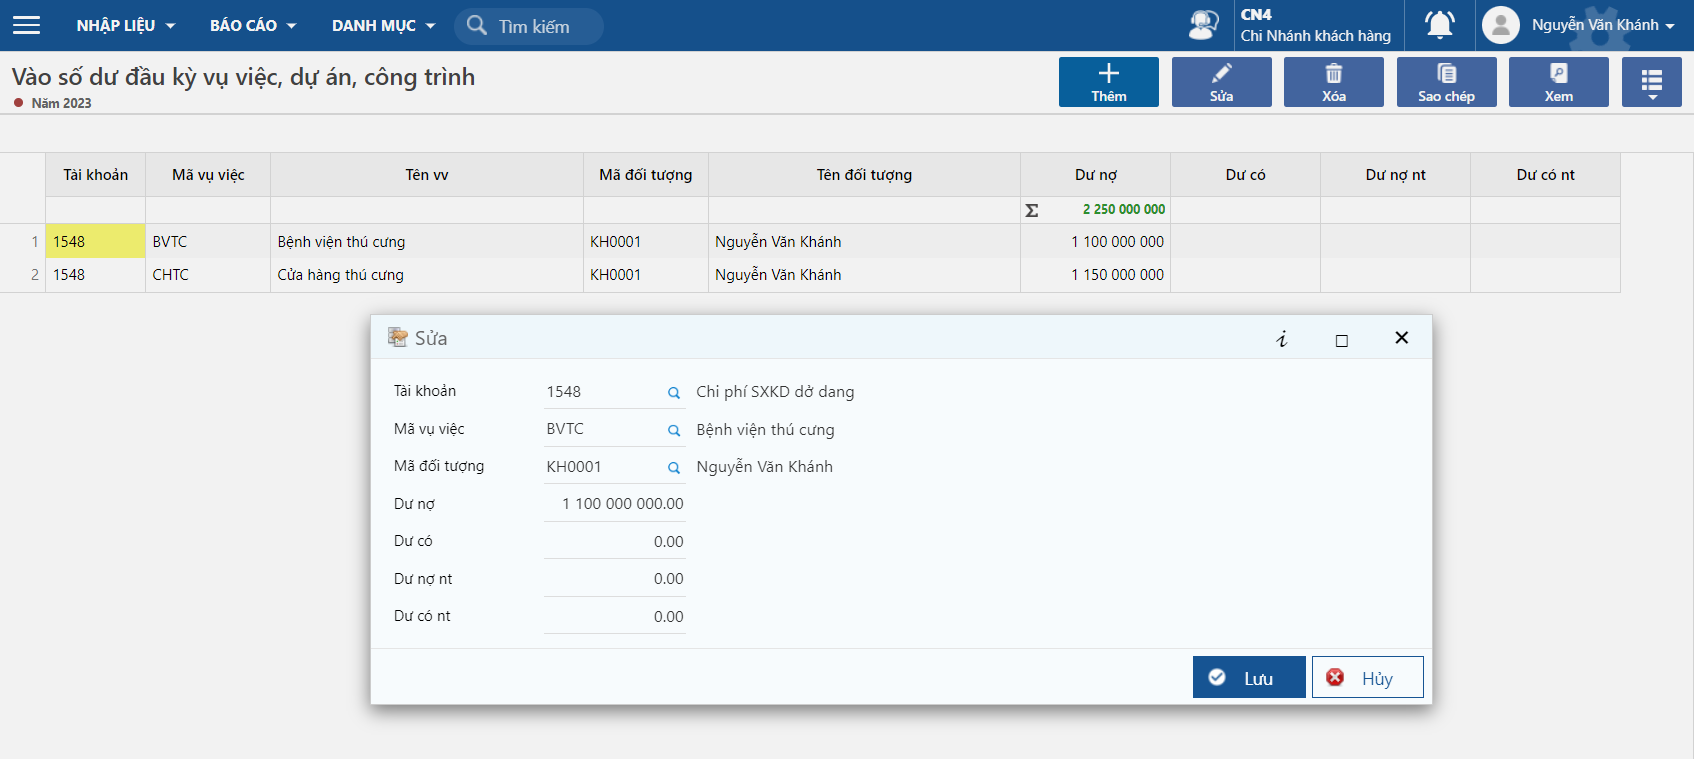 NHẬP LIỆU BÁO CÁO DANH MỤC Tìm kiếm CN4 Nguyễn Văn Khánh
Chi Nhánh khách hàng
Vào số dư đầu kỳ vụ việc, dự án, công trình
Năm 2023
Thêm Sửa Xóa Sao chép Xem
Tài khoản Mã vụ việc Tên vv Mã đối tượng Tên đối tượng Dư nợ Dư có Dư nợ nt Dư có nt
Σ 2 250 000 000
1 1548 BVTC Bệnh viện thú cưng KH0001 Nguyễn Văn Khánh 1 100 000 000
2 1548 CHTC Cửa hàng thú cưng KH0001 Nguyễn Văn Khánh 1 150 000 000
Sửa
Tài khoản 1548 Chi phí SXKD dở dang
Mã vụ việc BVTC Bệnh viện thú cưng
Mã đối tượng KH0001 Nguyễn Văn Khánh
Dư nợ 1 100 000 000.00
Dư có 0.00
Dư nợ nt 0.00
Dư có nt 0.00
Lưu Hủy